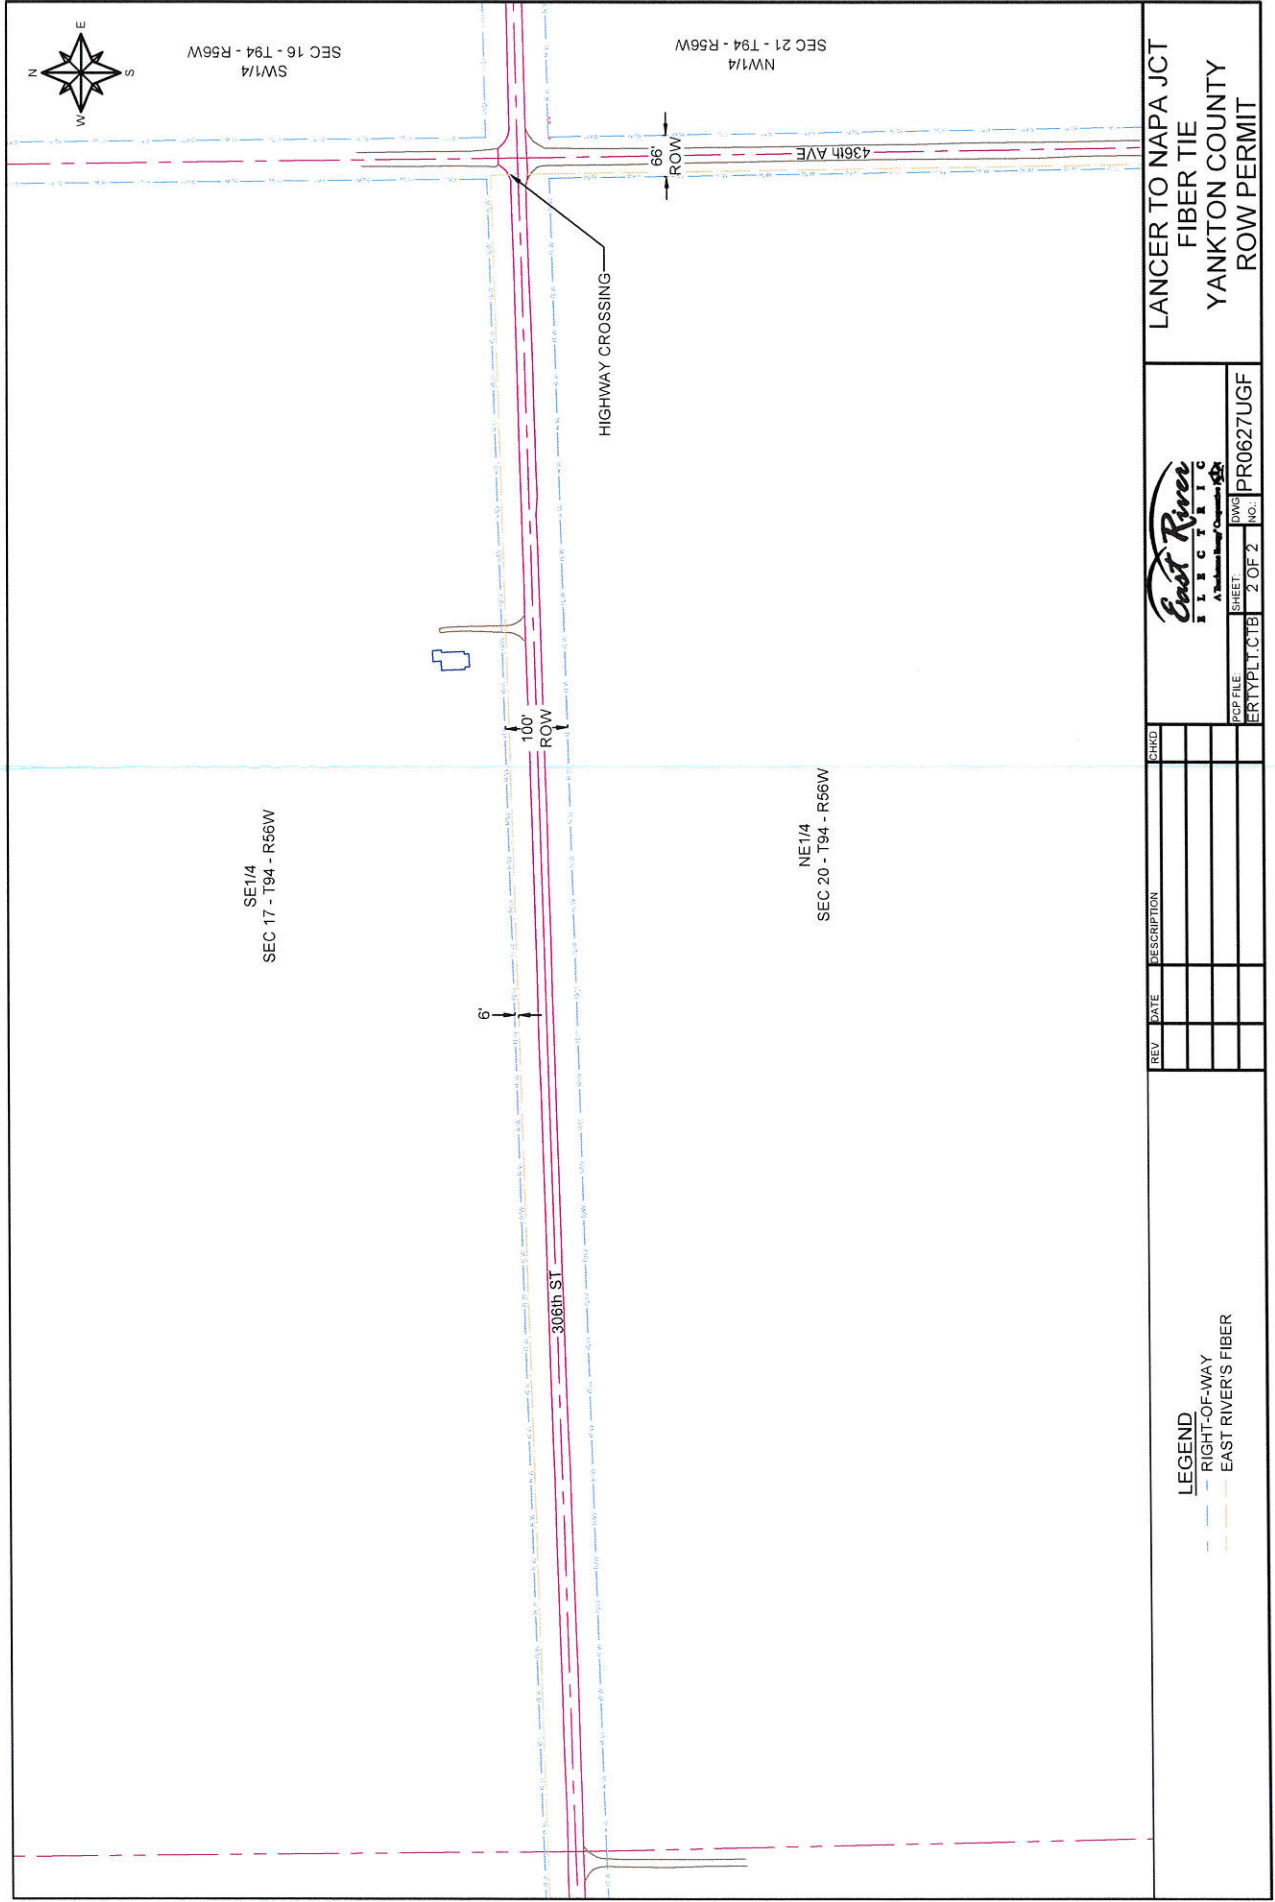 N
E
S
W
SW1/4
SEC 16 - T94 - R56W
NW1/4
SEC 21 - T94 - R56W
SE1/4
SEC 17 - T94 - R56W
NE1/4
SEC 20 - T94 - R56W
66'
ROW
436th AVE
HIGHWAY CROSSING
100'
ROW
6'
306th ST
LEGEND
RIGHT-OF-WAY
EAST RIVER'S FIBER
REV
DATE
DESCRIPTION
CHKD
East River
ELECTRIC
PCP FILE:
ERTYPLT.CTB
SHEET:
2 OF 2
DWG
NO.:
PR0627UGF
LANCER TO NAPA JCT
FIBER TIE
YANKTON COUNTY
ROW PERMIT